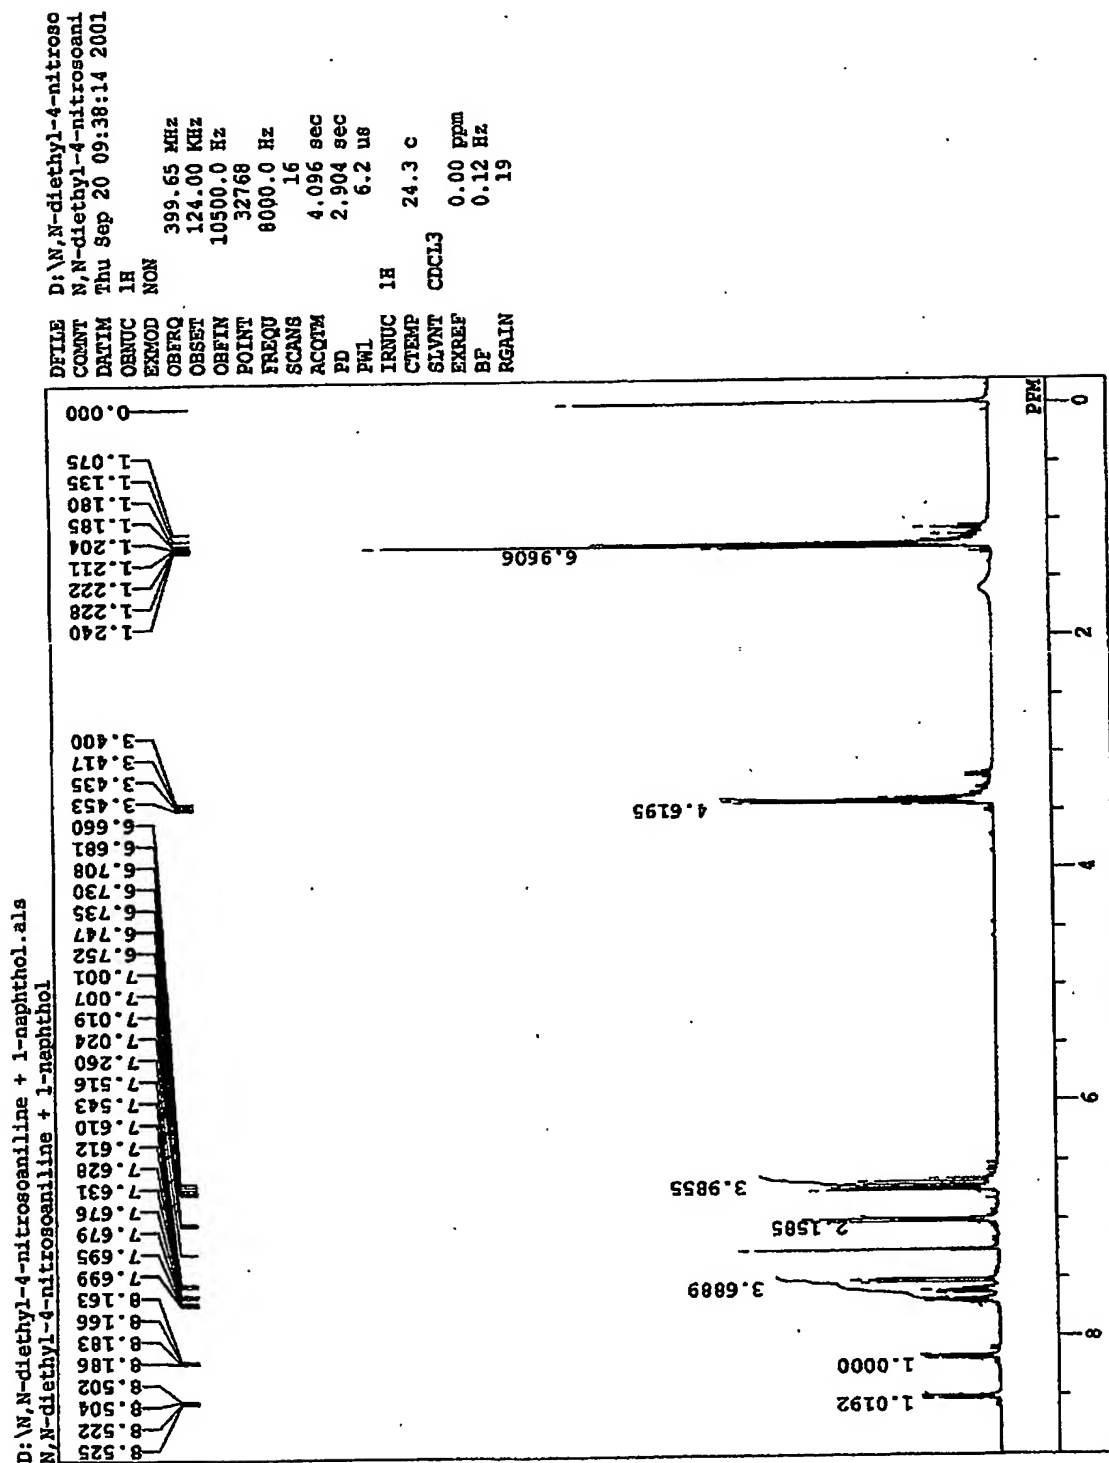 D:\N,N-diethyl-4-nitrosoaniline + 1-naphthol.als
N,N-diethyl-4-nitrosoaniline + 1-naphthol
DFILE D:\N,N-diethyl-4-nitroso
COMNT N,N-diethyl-4-nitrosoani
DATIM Thu Sep 20 09:38:14 2001
OBNUC 1H
EXMOD NON
OBFRQ 399.65 MHz
OBSET 124.00 KHz
OBFIN 10500.0 Hz
POINT 32768
FREQU 8000.0 Hz
SCANS 16
ACQTM 4.096 sec
PD 2.904 sec
PW1 6.2 us
IRNUC 1H
CTEMP 24.3 c
SLVNT CDCL3
EXREF 0.00 ppm
BF 0.12 Hz
RGAIN 19
8.525
8.522
8.504
8.502
8.186
8.183
8.166
8.163
7.699
7.695
7.679
7.676
7.631
7.628
7.612
7.610
7.543
7.516
7.260
7.024
7.019
7.007
7.001
6.752
6.747
6.735
6.730
6.708
6.681
6.660
3.453
3.435
3.417
3.400
1.240
1.228
1.222
1.211
1.204
1.185
1.180
1.135
1.075
0.000
1.0192
1.0000
3.6889
2.1585
3.9855
4.6195
6.9606
8
6
4
2
0
PPM